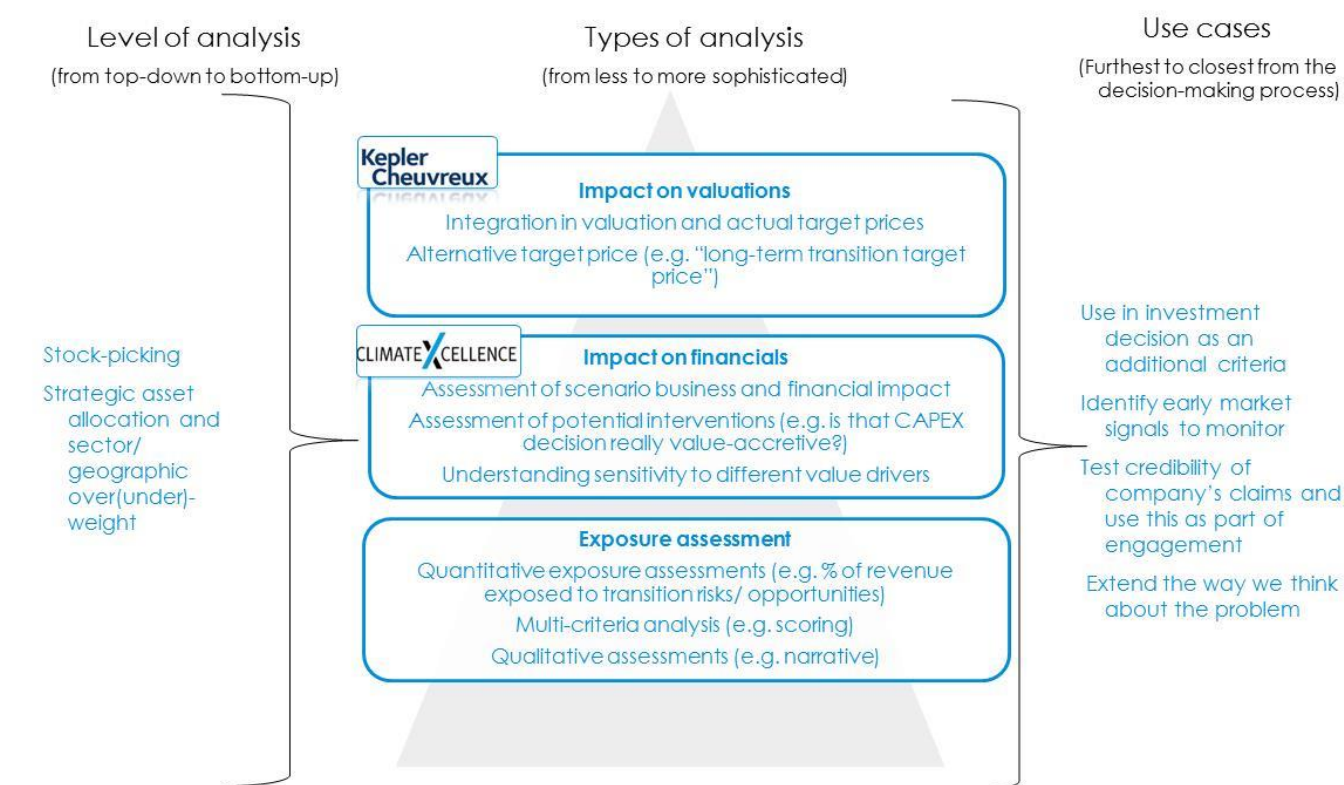 Level of analysis
(from top-down to bottom-up)
Types of analysis
(from less to more sophisticated)
Use cases
(Furthest to closest from the
decision-making process)
Stock-picking
Strategic asset
allocation and
sector/
geographic
over(under)-
weight
Kepler
Cheuvreux
Impact on valuations
Integration in valuation and actual target prices
Alternative target price (e.g. “long-term transition target
price”)
CLIMATEXCELLENCE
Impact on financials
Assessment of scenario business and financial impact
Assessment of potential interventions (e.g. is that CAPEX
decision really value-accretive?)
Understanding sensitivity to different value drivers
Exposure assessment
Quantitative exposure assessments (e.g. % of revenue
exposed to transition risks/ opportunities)
Multi-criteria analysis (e.g. scoring)
Qualitative assessments (e.g. narrative)
Use in investment
decision as an
additional criteria
Identify early market
signals to monitor
Test credibility of
company’s claims and
use this as part of
engagement
Extend the way we think
about the problem